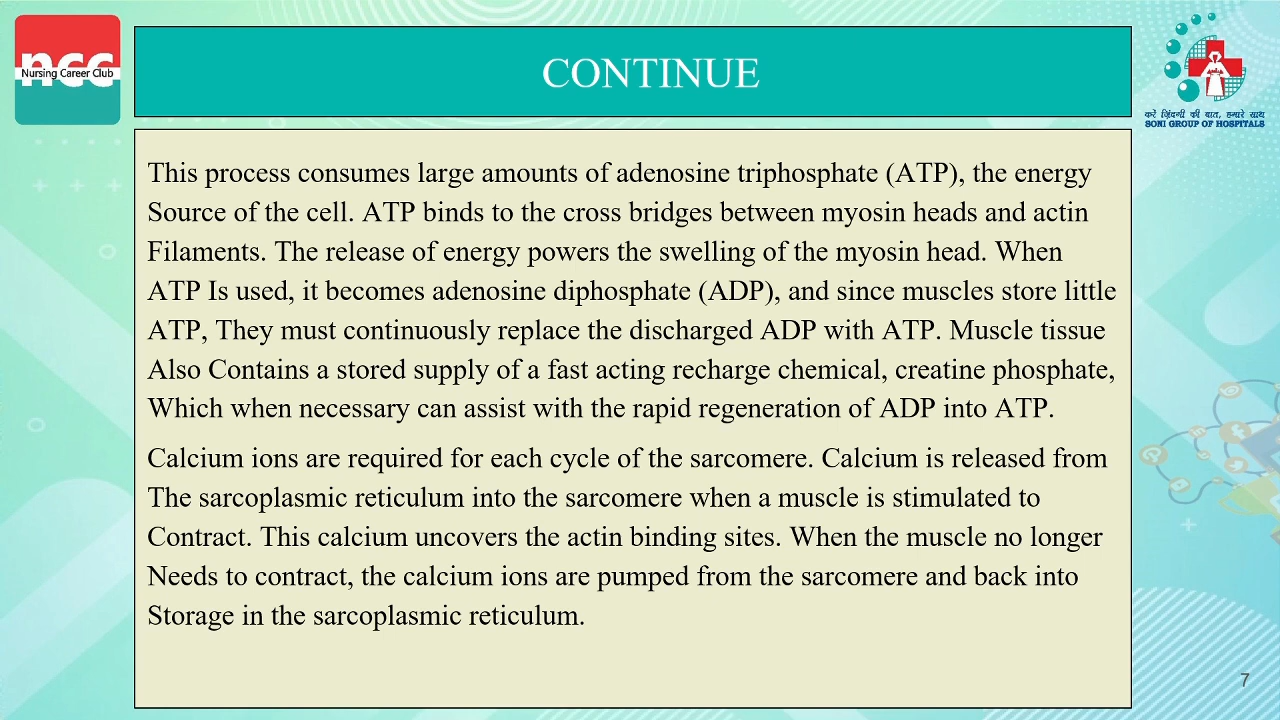 ncc
Nursing Career Club
CONTINUE
करे ज़िंदगी की बात, हमारे साथ
SONI GROUP OF HOSPITALS
This process consumes large amounts of adenosine triphosphate (ATP), the energy
Source of the cell. ATP binds to the cross bridges between myosin heads and actin
Filaments. The release of energy powers the swelling of the myosin head. When
ATP Is used, it becomes adenosine diphosphate (ADP), and since muscles store little
ATP, They must continuously replace the discharged ADP with ATP. Muscle tissue
Also Contains a stored supply of a fast acting recharge chemical, creatine phosphate,
Which when necessary can assist with the rapid regeneration of ADP into ATP.
Calcium ions are required for each cycle of the sarcomere. Calcium is released from
The sarcoplasmic reticulum into the sarcomere when a muscle is stimulated to
Contract. This calcium uncovers the actin binding sites. When the muscle no longer
Needs to contract, the calcium ions are pumped from the sarcomere and back into
Storage in the sarcoplasmic reticulum.
7